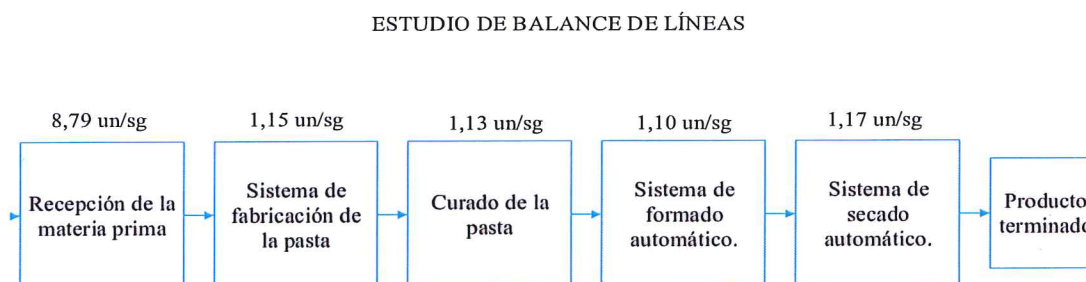 ESTUDIO DE BALANCE DE LÍNEAS
8,79 un/sg
1,15 un/sg
1,13 un/sg
1,10 un/sg
1,17 un/sg
Recepción de la
materia prima
Sistema de
fabricación de
la pasta
Curado de la
pasta
Sistema de
formado
automático.
Sistema de
secado
automático.
Producto
terminado